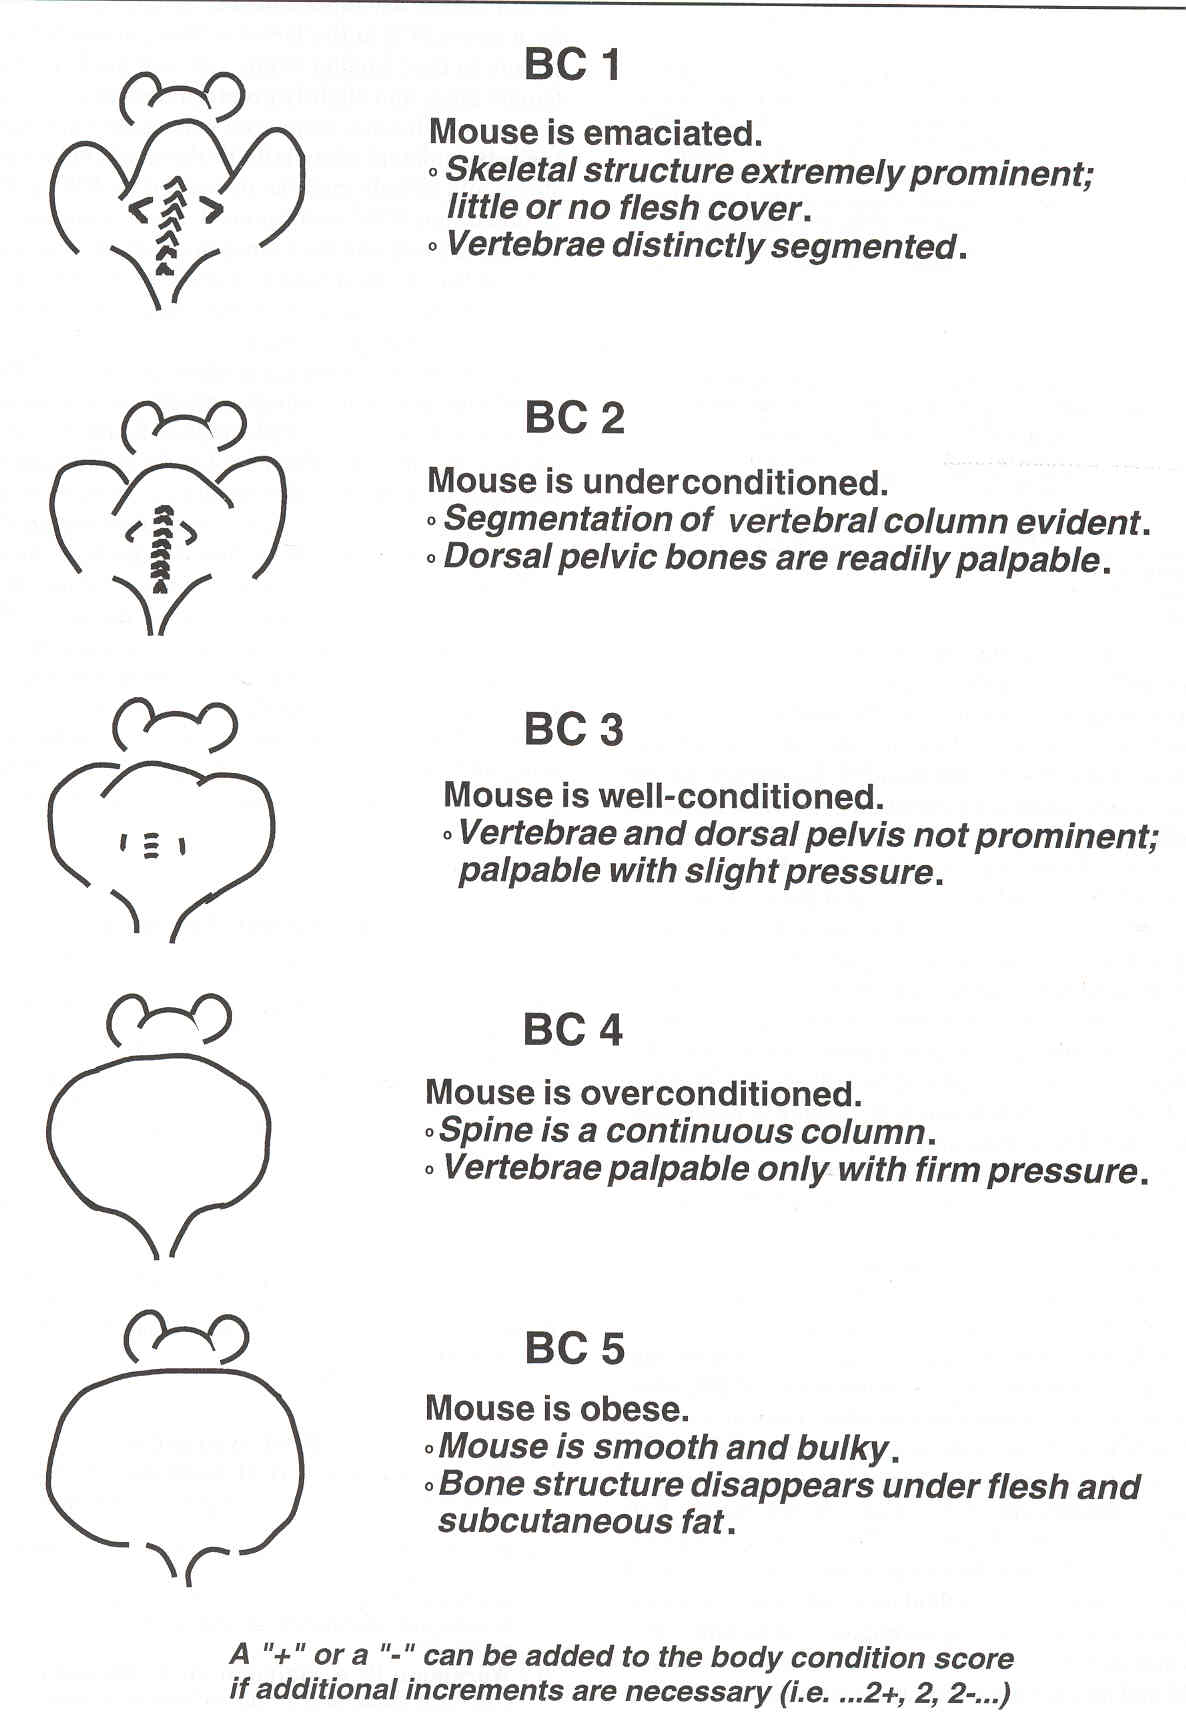 BC 1
Mouse is emaciated.
◦ Skeletal structure extremely prominent;
little or no flesh cover.
◦ Vertebrae distinctly segmented.
BC 2
Mouse is underconditioned.
◦ Segmentation of vertebral column evident.
◦ Dorsal pelvic bones are readily palpable.
BC 3
Mouse is well-conditioned.
◦ Vertebrae and dorsal pelvis not prominent;
palpable with slight pressure.
BC 4
Mouse is overconditioned.
◦ Spine is a continuous column.
◦ Vertebrae palpable only with firm pressure.
BC 5
Mouse is obese.
◦ Mouse is smooth and bulky.
◦ Bone structure disappears under flesh and
subcutaneous fat.
A "+" or a "-" can be added to the body condition score
if additional increments are necessary (i.e. ...2+, 2, 2-...)